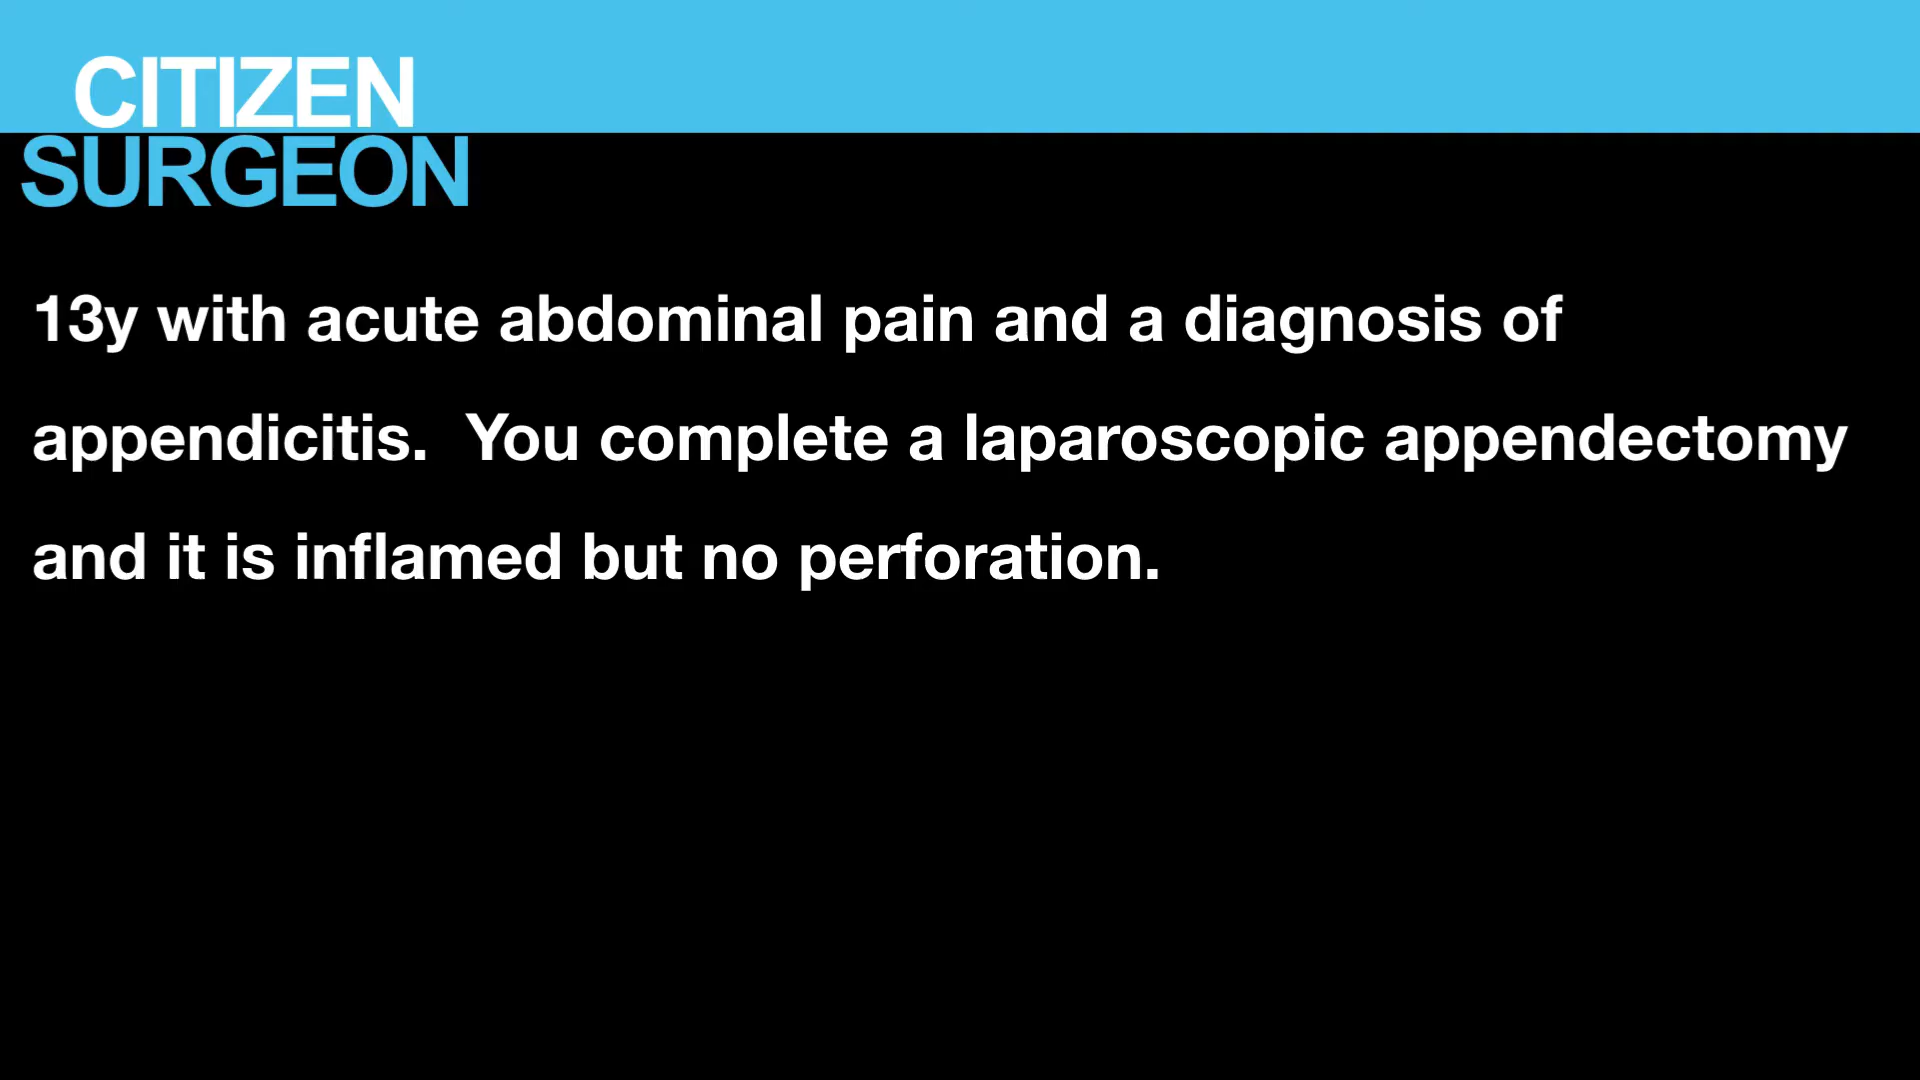 CITIZEN
SURGEON
13y with acute abdominal pain and a diagnosis of
appendicitis.  You complete a laparoscopic appendectomy
and it is inflamed but no perforation.